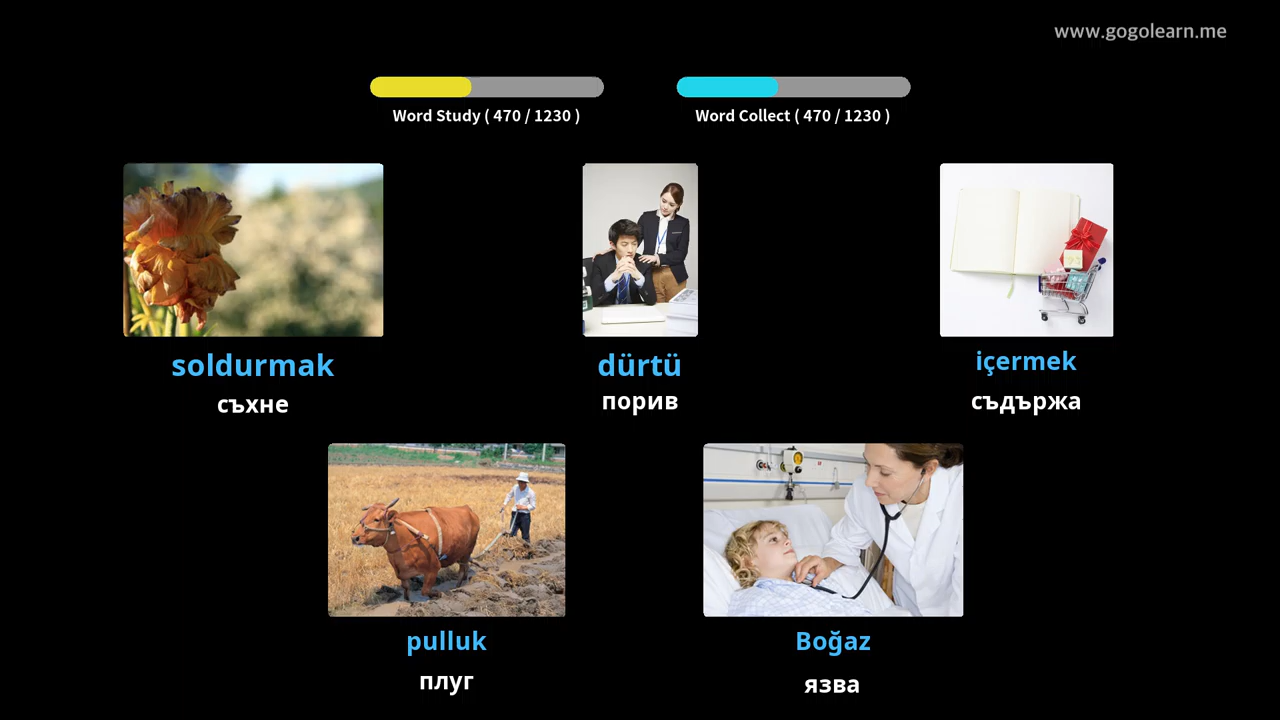 www.gogolearn.me
Word Study ( 470 / 1230 )
Word Collect ( 470 / 1230 )
soldurmak
dürtü
içermek
съхне
порив
съдържа
pulluk
Boğaz
плуг
язва